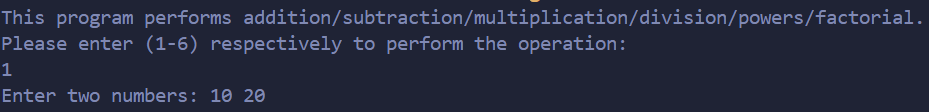 This program performs addition/subtraction/multiplication/division/powers/factorial.
Please enter (1-6) respectively to perform the operation:
1
Enter two numbers: 10 20